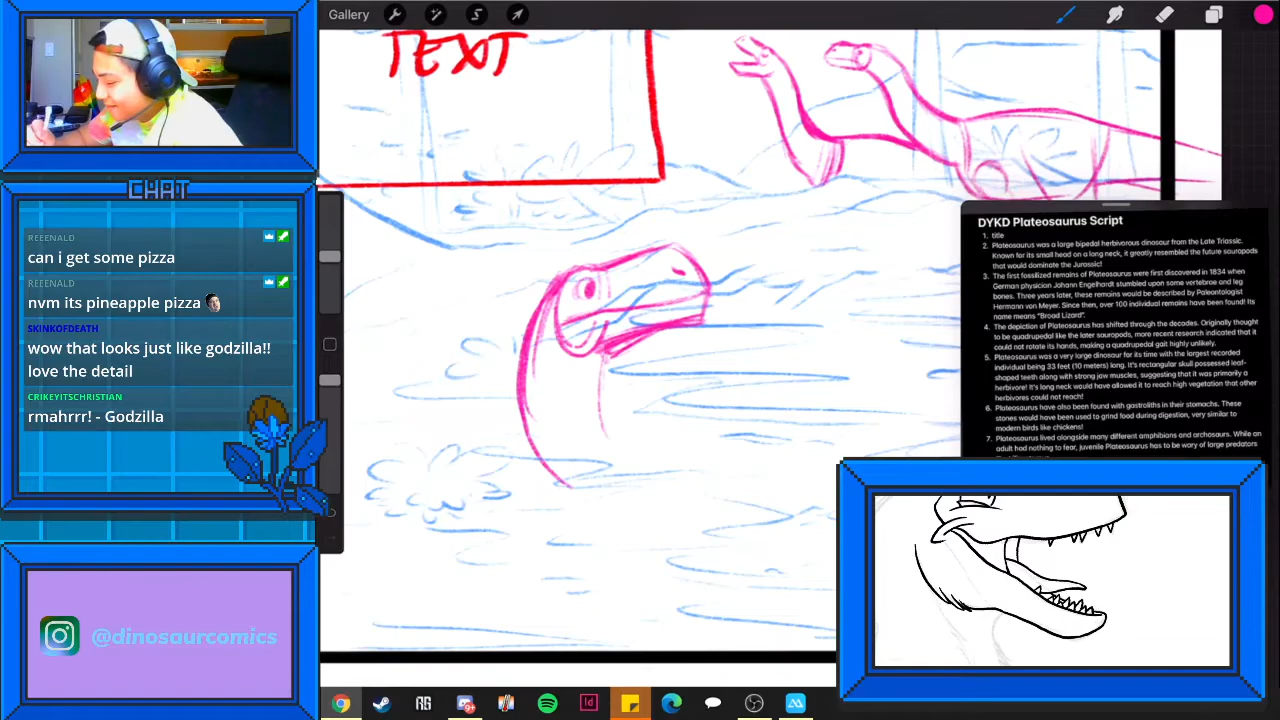 Gallery
TEXT
CHAT
REEENALD
can i get some pizza
REEENALD
nvm its pineapple pizza
SKINKOFDEATH
wow that looks just like godzilla!!
love the detail
CRIKEYITSCHRISTIAN
rmahrrr! - Godzilla
@dinosaurcomics
DYKD Plateosaurus Script
1. title
2. Plateosaurus was a large bipedal herbivorous dinosaur from the Late Triassic.
Known for its small head on a long neck, it greatly resembled the future sauropods
that would dominate the Jurassic!
3. The first fossilized remains of Plateosaurus were first discovered in 1834 when
German physician Johann Engelhardt stumbled upon some vertebrae and leg
bones. Three years later, these remains would be described by Paleontologist
Hermann von Meyer. Since then, over 100 individual remains have been found! Its
name means "Broad Lizard".
4. The depiction of Plateosaurus has shifted through the decades. Originally thought
to be quadrupedal like the later sauropods, more recent research indicated that it
could not rotate its hands, making a quadrupedal gait highly unlikely.
5. Plateosaurus was a very large dinosaur for its time with the largest recorded
individual being 33 feet (10 meters) long. It's rectangular skull possessed leaf-
shaped teeth along with strong jaw muscles, suggesting that it was primarily a
herbivore! It's long neck would have allowed it to reach high vegetation that other
herbivores could not reach!
6. Plateosaurus have also been found with gastroliths in their stomachs. These
stones would have been used to grind food during digestion, very similar to
modern birds like chickens!
7. Plateosaurus lived alongside many different amphibions and archosaurs. While an
adult had nothing to fear, juvenile Plateosaurus has to be wary of large predators